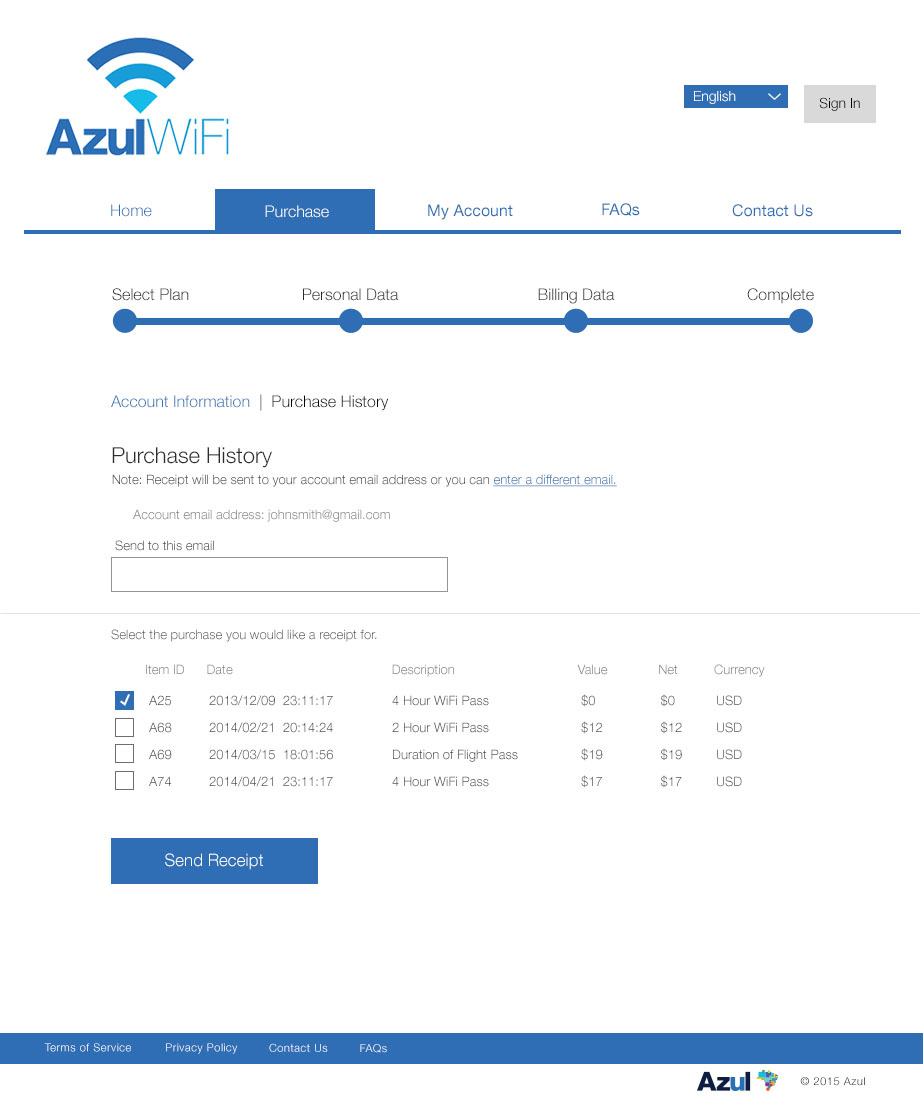 AzulWiFi
English
Sign In
Home Purchase My Account FAQs Contact Us
Select Plan Personal Data Billing Data Complete
Account Information | Purchase History
Purchase History
Note: Receipt will be sent to your account email address or you can enter a different email.
Account email address: johnsmith@gmail.com
Send to this email
Select the purchase you would like a receipt for.
Item ID Date Description Value Net Currency
A25 2013/12/09 23:11:17 4 Hour WiFi Pass $0 $0 USD
A68 2014/02/21 20:14:24 2 Hour WiFi Pass $12 $12 USD
A69 2014/03/15 18:01:56 Duration of Flight Pass $19 $19 USD
A74 2014/04/21 23:11:17 4 Hour WiFi Pass $17 $17 USD
Send Receipt
Terms of Service Privacy Policy Contact Us FAQs
Azul © 2015 Azul